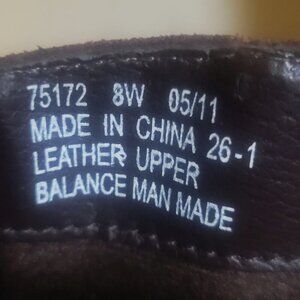 75172 8W 05/11
MADE IN CHINA 26-1
LEATHER UPPER
BALANCE MAN MADE